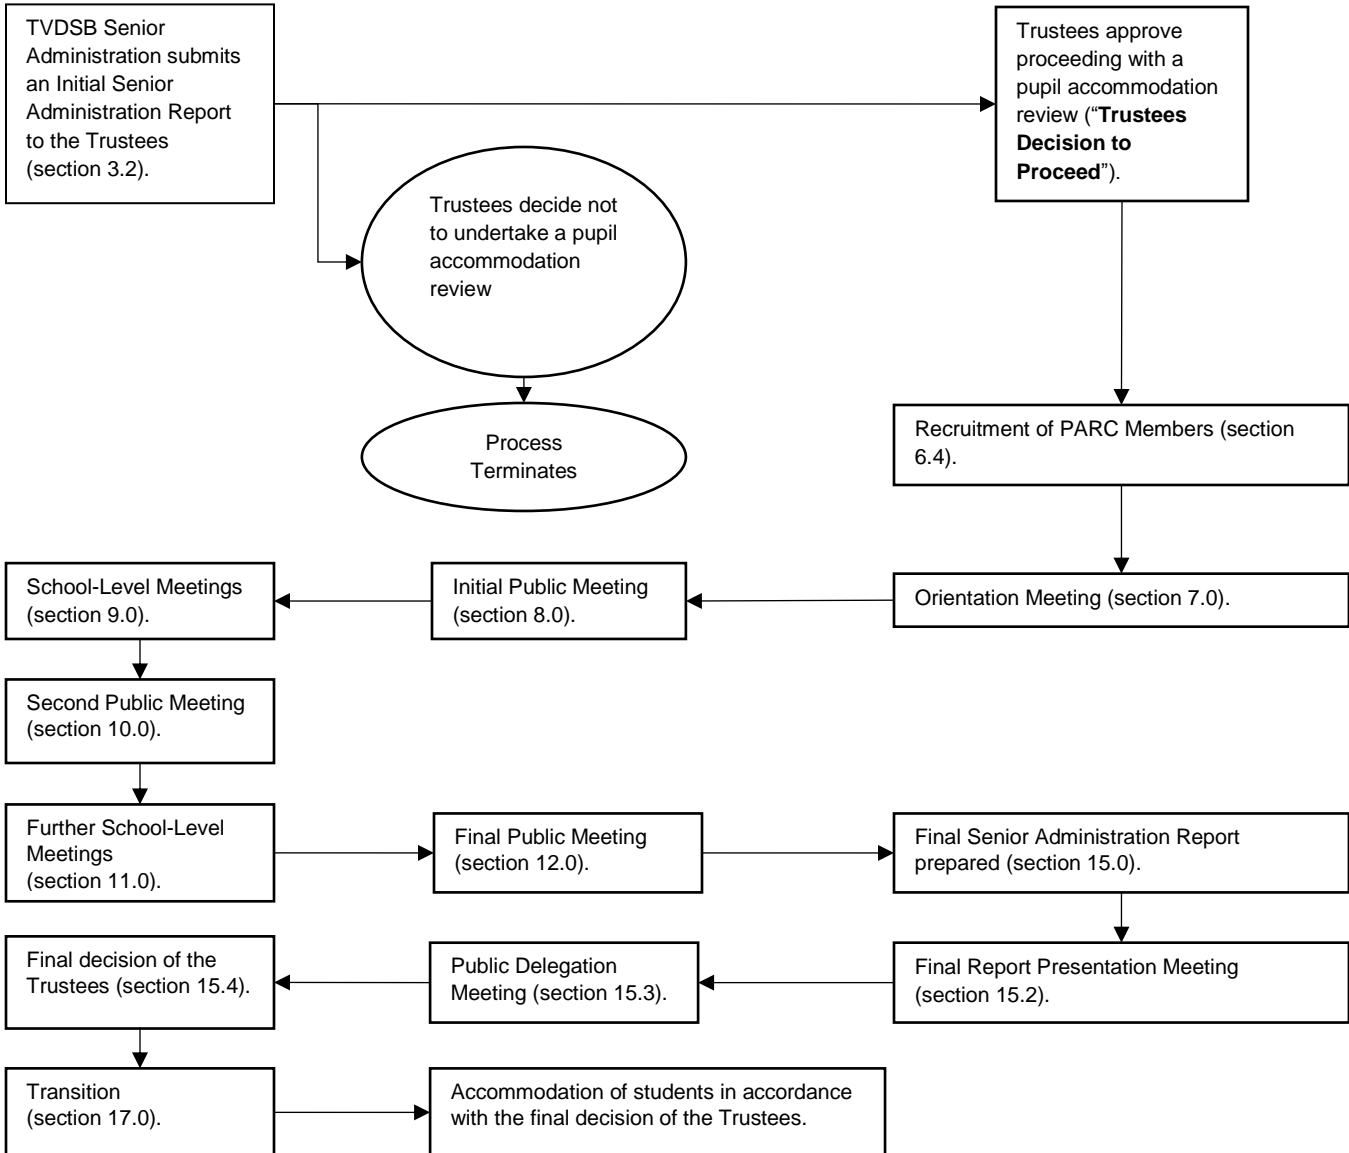 TVDSB Senior
Administration submits
an Initial Senior
Administration Report
to the Trustees
(section 3.2).
Trustees approve
proceeding with a
pupil accommodation
review (“Trustees
Decision to
Proceed”).
Trustees decide not
to undertake a pupil
accommodation
review
Process
Terminates
Recruitment of PARC Members (section
6.4).
Orientation Meeting (section 7.0).
Initial Public Meeting
(section 8.0).
School-Level Meetings
(section 9.0).
Second Public Meeting
(section 10.0).
Further School-Level
Meetings
(section 11.0).
Final Public Meeting
(section 12.0).
Final Senior Administration Report
prepared (section 15.0).
Final Report Presentation Meeting
(section 15.2).
Public Delegation
Meeting (section 15.3).
Final decision of the
Trustees (section 15.4).
Transition
(section 17.0).
Accommodation of students in accordance
with the final decision of the Trustees.